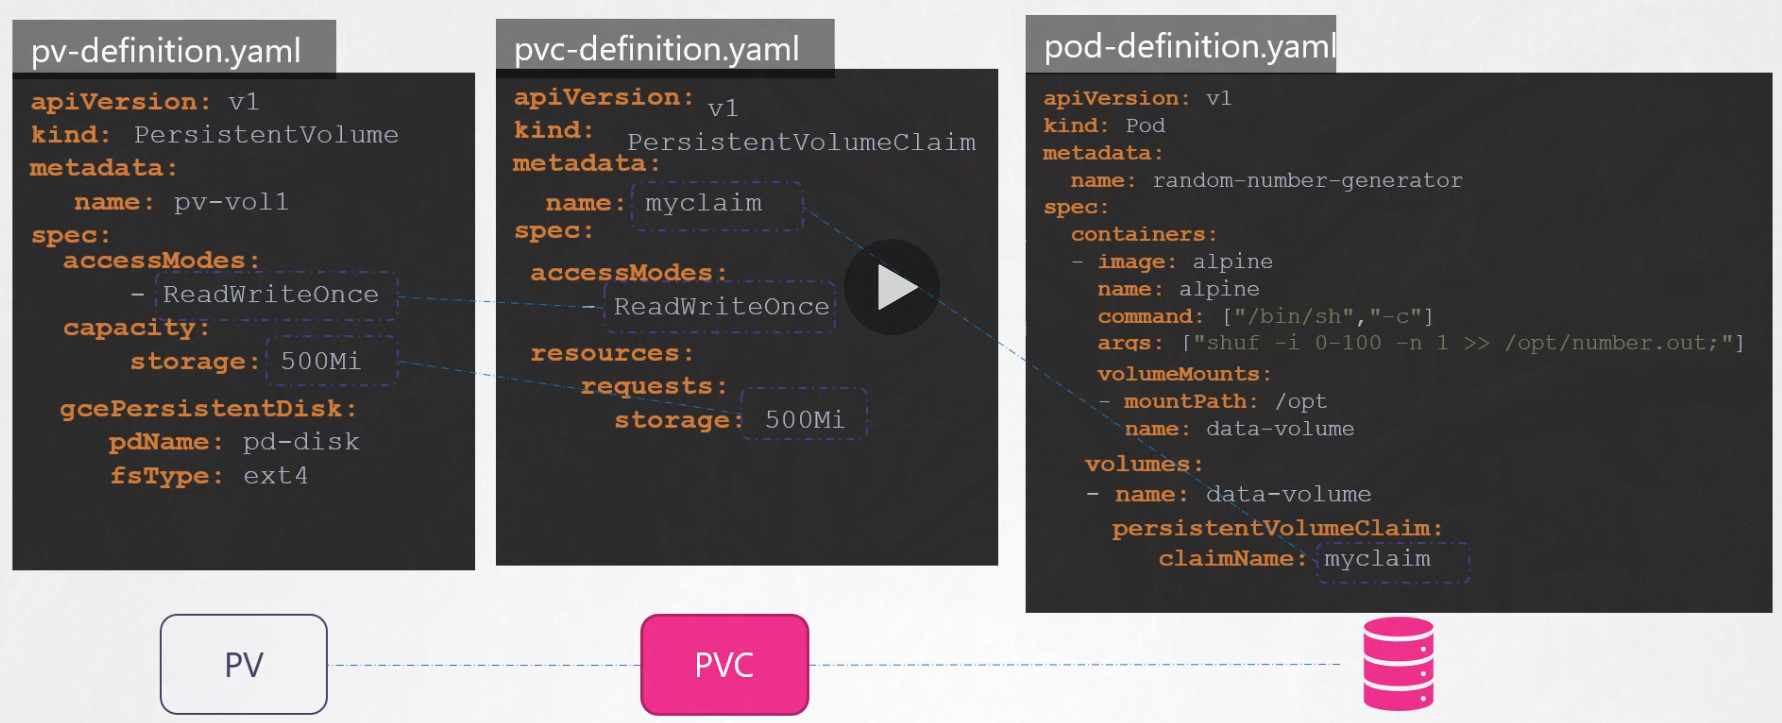 pv-definition.yaml
apiVersion: v1
kind: PersistentVolume
metadata:
name: pv-vol1
spec:
accessModes:
- ReadWriteOnce
capacity:
storage: 500Mi
gcePersistentDisk:
pdName: pd-disk
fsType: ext4
pvc-definition.yaml
apiVersion: v1
kind: PersistentVolumeClaim
metadata:
name: myclaim
spec:
accessModes:
- ReadWriteOnce
resources:
requests:
storage: 500Mi
pod-definition.yaml
apiVersion: v1
kind: Pod
metadata:
name: random-number-generator
spec:
containers:
- image: alpine
name: alpine
command: ["/bin/sh","-c"]
args: ["shuf -i 0-100 -n 1 >> /opt/number.out;"]
volumeMounts:
- mountPath: /opt
name: data-volume
volumes:
- name: data-volume
persistentVolumeClaim:
claimName: myclaim
PV
PVC